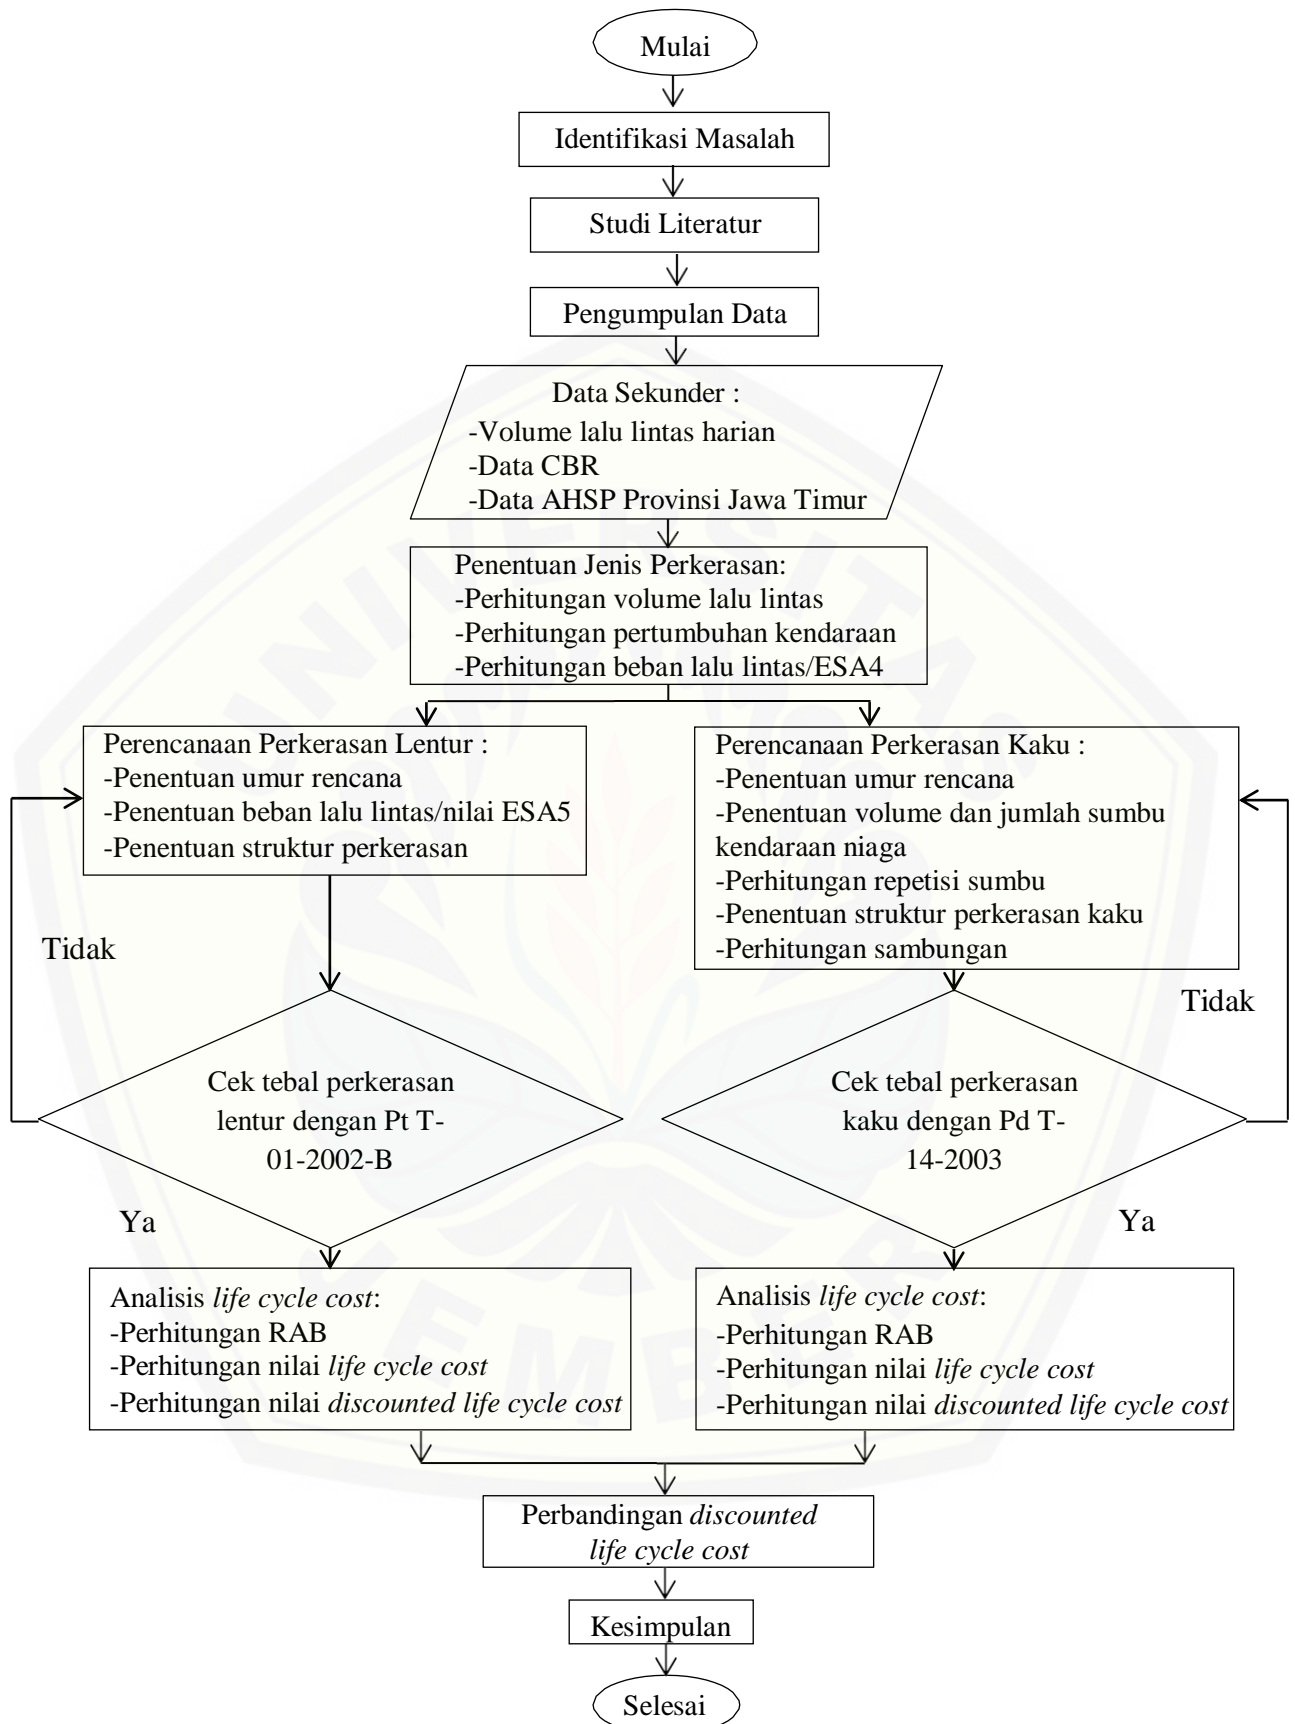 Mulai
Identifikasi Masalah
Studi Literatur
Pengumpulan Data
Data Sekunder :
-Volume lalu lintas harian
-Data CBR
-Data AHSP Provinsi Jawa Timur
Penentuan Jenis Perkerasan:
-Perhitungan volume lalu lintas
-Perhitungan pertumbuhan kendaraan
-Perhitungan beban lalu lintas/ESA4
Perencanaan Perkerasan Lentur :
-Penentuan umur rencana
-Penentuan beban lalu lintas/nilai ESA5
-Penentuan struktur perkerasan
Perencanaan Perkerasan Kaku :
-Penentuan umur rencana
-Penentuan volume dan jumlah sumbu
kendaraan niaga
-Perhitungan repetisi sumbu
-Penentuan struktur perkerasan kaku
-Perhitungan sambungan
Tidak
Tidak
Cek tebal perkerasan
lentur dengan Pt T-
01-2002-B
Cek tebal perkerasan
kaku dengan Pd T-
14-2003
Ya
Ya
Analisis life cycle cost:
-Perhitungan RAB
-Perhitungan nilai life cycle cost
-Perhitungan nilai discounted life cycle cost
Analisis life cycle cost:
-Perhitungan RAB
-Perhitungan nilai life cycle cost
-Perhitungan nilai discounted life cycle cost
Perbandingan discounted
life cycle cost
Kesimpulan
Selesai
UNIVERSITAS
JEMBER